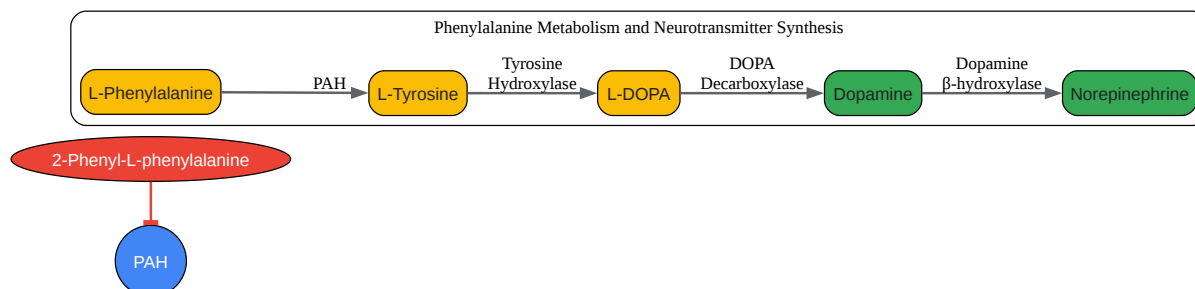 Phenylalanine Metabolism and Neurotransmitter Synthesis
L-Phenylalanine
PAH
L-Tyrosine
Tyrosine
Hydroxylase
L-DOPA
DOPA
Decarboxylase
Dopamine
Dopamine
β-hydroxylase
Norepinephrine
2-Phenyl-L-phenylalanine
PAH